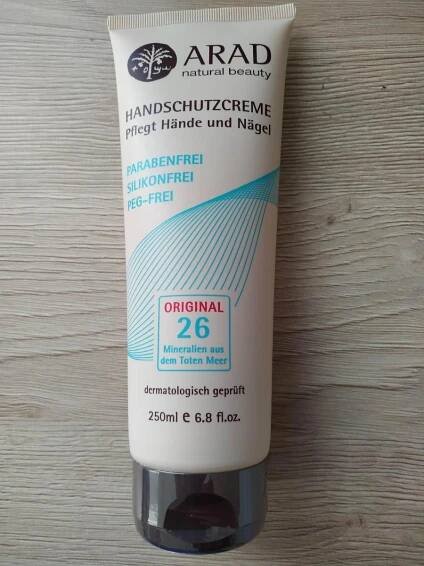 ARAD
natural beauty
HANDSCHUTZCREME
Pflegt Hände und Nägel
PARABENFREI
SILIKONFREI
PEG-FREI
ORIGINAL
26
Mineralien aus
dem Toten Meer
dermatologisch geprüft
250ml e 6.8 fl.oz.